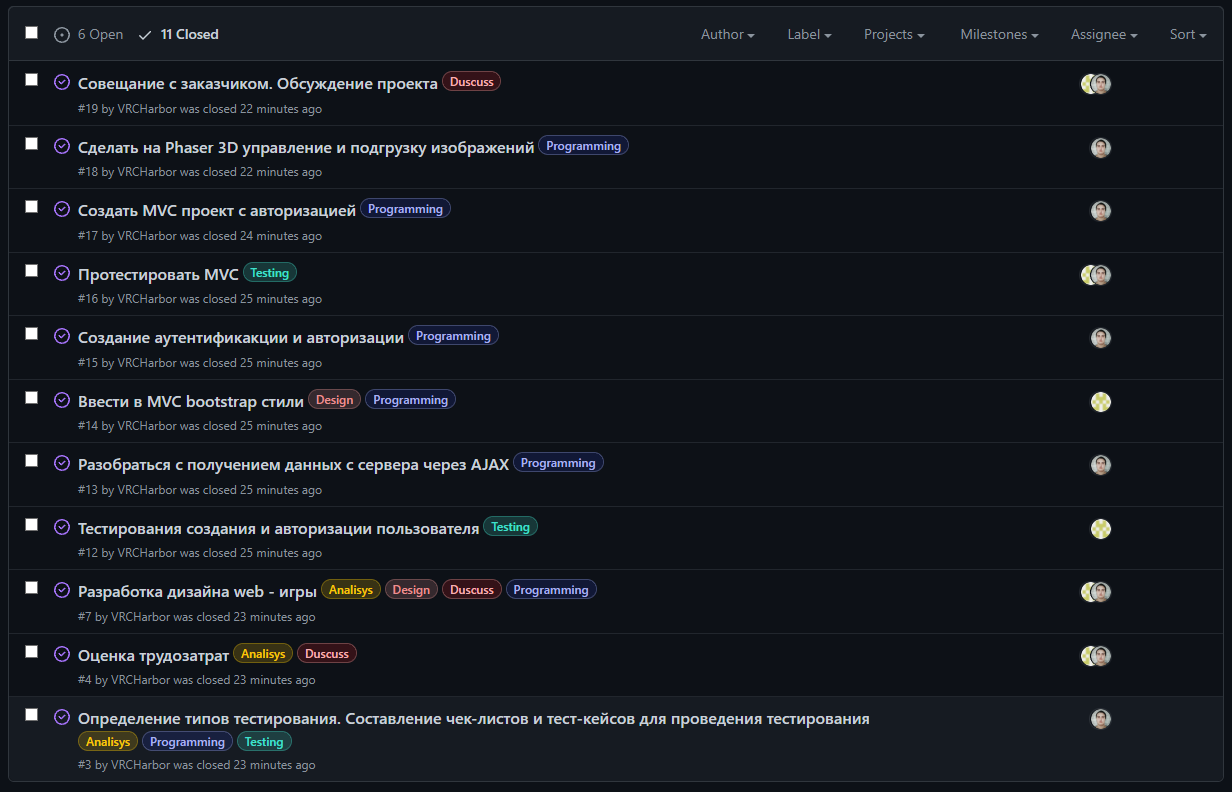 6 Open 11 Closed Author Label Projects Milestones Assignee Sort
Совещание с заказчиком. Обсуждение проекта Duscuss
#19 by VRCHarbor was closed 22 minutes ago
Сделать на Phaser 3D управление и подгрузку изображений Programming
#18 by VRCHarbor was closed 22 minutes ago
Создать MVC проект с авторизацией Programming
#17 by VRCHarbor was closed 24 minutes ago
Протестировать MVC Testing
#16 by VRCHarbor was closed 25 minutes ago
Создание аутентификакции и авторизации Programming
#15 by VRCHarbor was closed 25 minutes ago
Ввести в MVC bootstrap стили Design Programming
#14 by VRCHarbor was closed 25 minutes ago
Разобраться с получением данных с сервера через AJAX Programming
#13 by VRCHarbor was closed 25 minutes ago
Тестирования создания и авторизации пользователя Testing
#12 by VRCHarbor was closed 25 minutes ago
Разработка дизайна web - игры Analisys Design Duscuss Programming
#7 by VRCHarbor was closed 23 minutes ago
Оценка трудозатрат Analisys Duscuss
#4 by VRCHarbor was closed 23 minutes ago
Определение типов тестирования. Составление чек-листов и тест-кейсов для проведения тестирования
Analisys Programming Testing
#3 by VRCHarbor was closed 23 minutes ago